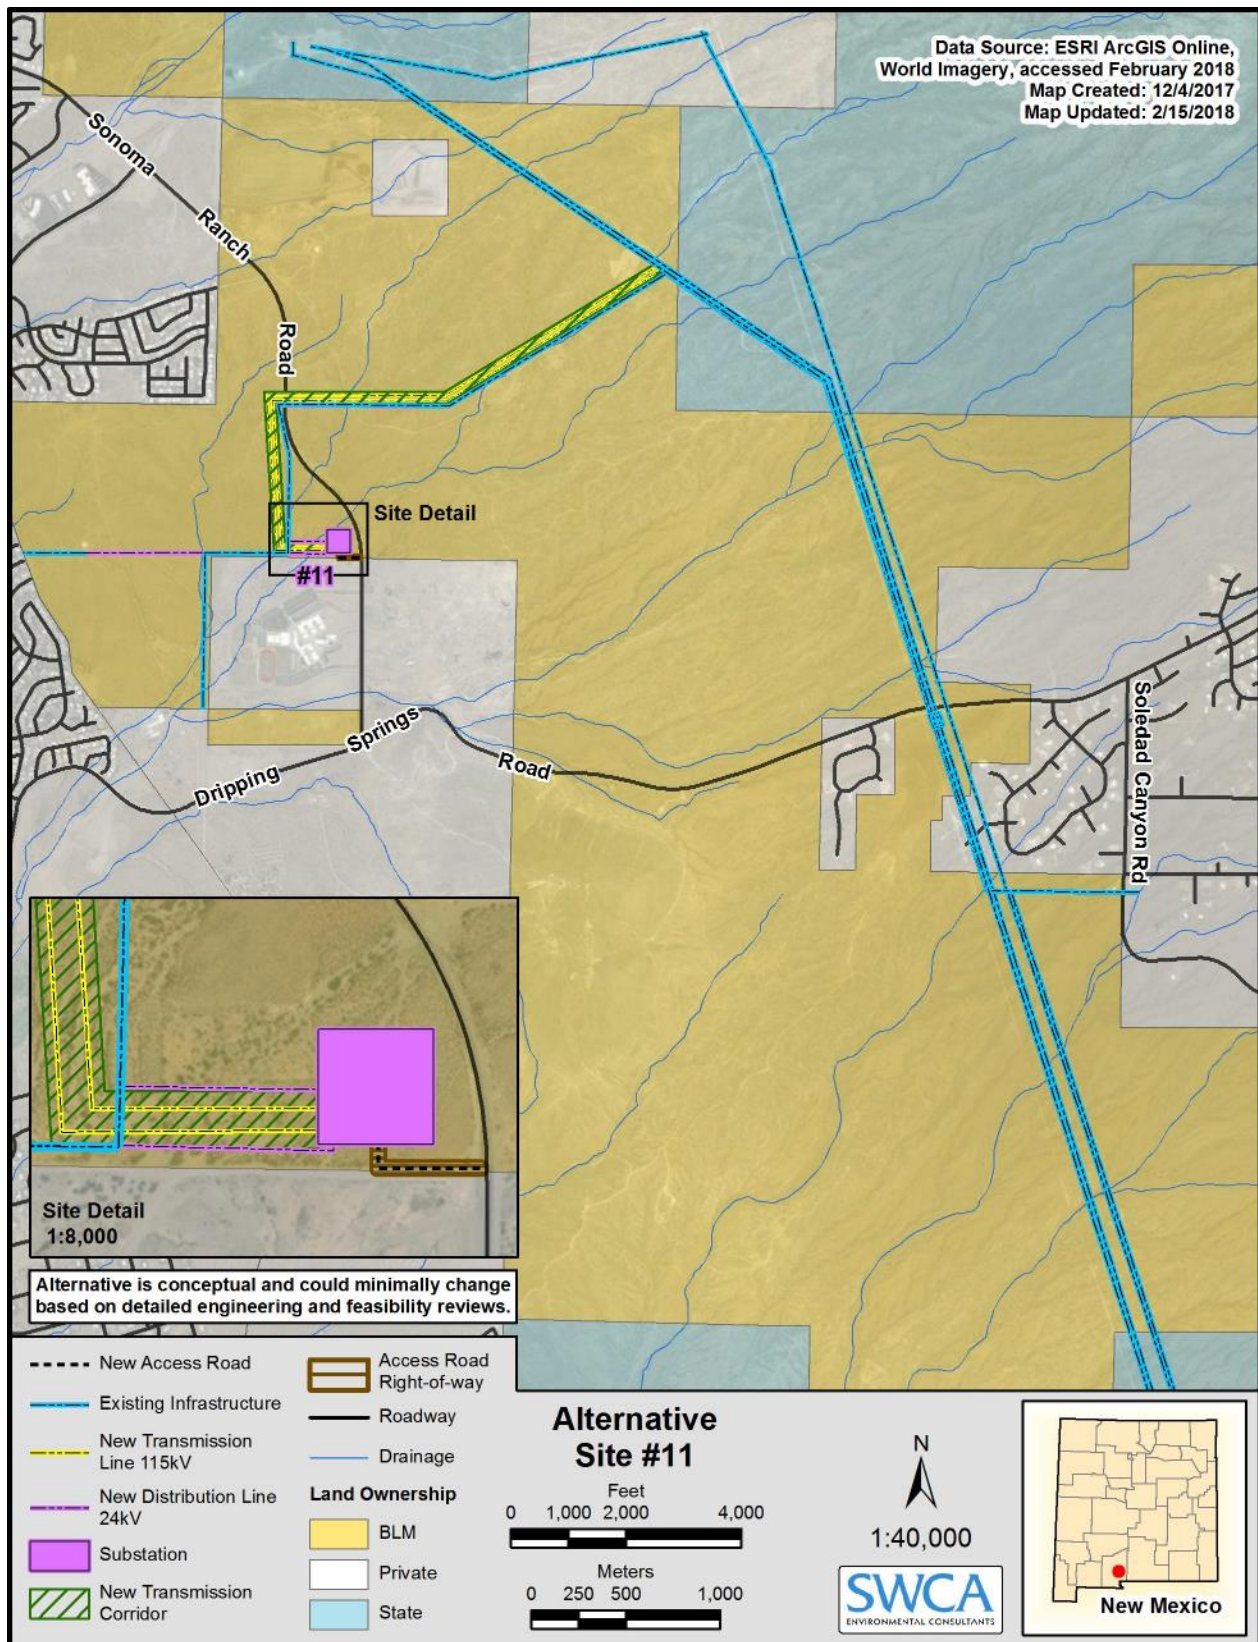 Data Source: ESRI ArcGIS Online,
World Imagery, accessed February 2018
Map Created: 12/4/2017
Map Updated: 2/15/2018
Sonoma
Ranch
Road
Site Detail
#11
Springs
Dripping
Road
Soledad Canyon Rd
Site Detail
1:8,000
Alternative is conceptual and could minimally change
based on detailed engineering and feasibility reviews.
New Access Road
Existing Infrastructure
New Transmission
Line 115kV
New Distribution Line
24kV
Substation
New Transmission
Corridor
Access Road
Right-of-way
Roadway
Drainage
Land Ownership
BLM
Private
State
Alternative
Site #11
Feet
0 1,000 2,000 4,000
Meters
0 250 500 1,000
N
1:40,000
SWCA
ENVIRONMENTAL CONSULTANTS
New Mexico